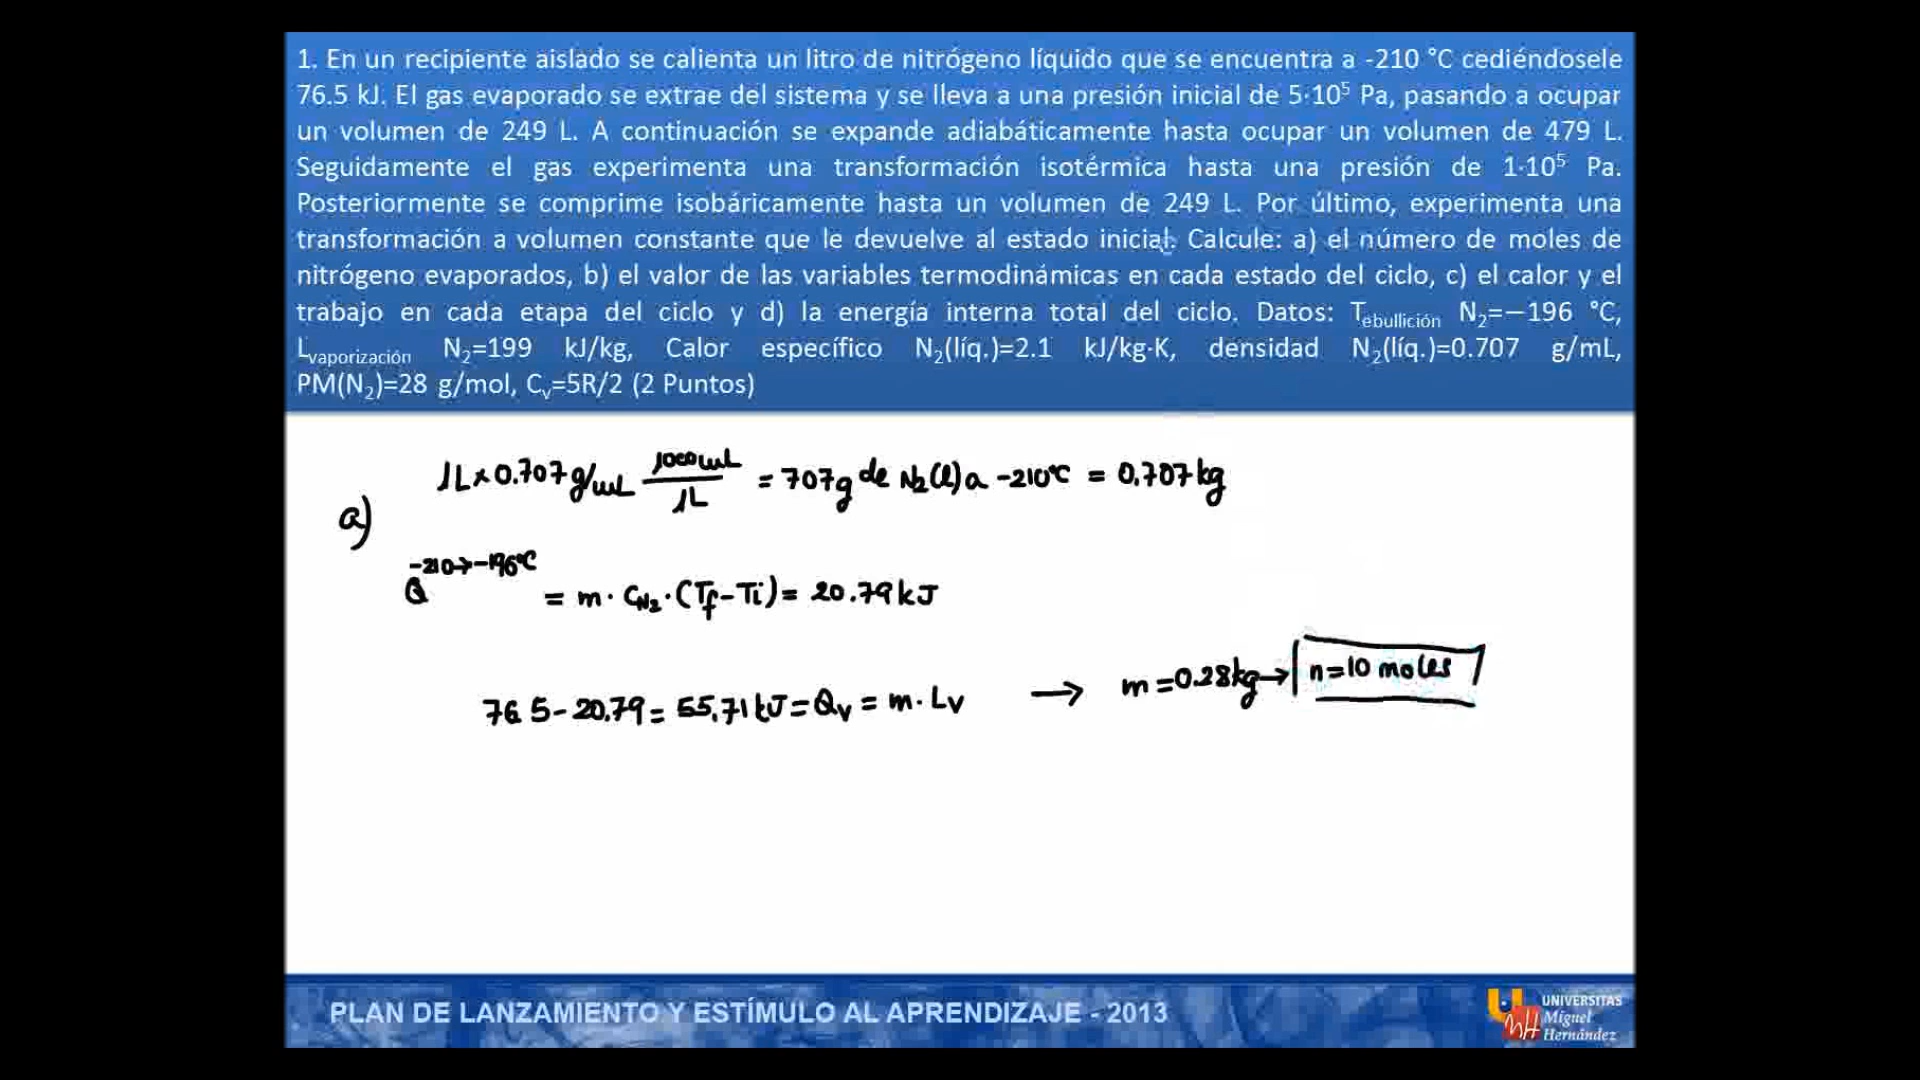 1. En un recipiente aislado se calienta un litro de nitrógeno líquido que se encuentra a -210 °C cediéndosele
76.5 kJ. El gas evaporado se extrae del sistema y se lleva a una presión inicial de 5·10⁵ Pa, pasando a ocupar
un volumen de 249 L. A continuación se expande adiabáticamente hasta ocupar un volumen de 479 L.
Seguidamente el gas experimenta una transformación isotérmica hasta una presión de 1·10⁵ Pa.
Posteriormente se comprime isobáricamente hasta un volumen de 249 L. Por último, experimenta una
transformación a volumen constante que le devuelve al estado inicial. Calcule: a) el número de moles de
nitrógeno evaporados, b) el valor de las variables termodinámicas en cada estado del ciclo, c) el calor y el
trabajo en cada etapa del ciclo y d) la energía interna total del ciclo. Datos: Tebullición N₂=−196 °C,
Lvaporización N₂=199 kJ/kg, Calor específico N₂(líq.)=2.1 kJ/kg·K, densidad N₂(líq.)=0.707 g/mL,
PM(N₂)=28 g/mol, Cᵥ=5R/2 (2 Puntos)
a)
1L x 0.707 g/mL 1000 mL / 1L = 707g de N₂(l) a -210°C = 0.707 kg
Q -210→-196°C = m · CN₂ · (Tf - Ti) = 20.79 kJ
76.5 - 20.79 = 55.71 kJ = Qv = m · Lv → m = 0.28kg → n = 10 moles
PLAN DE LANZAMIENTO Y ESTÍMULO AL APRENDIZAJE - 2013
UNIVERSITAS
Miguel
Hernández